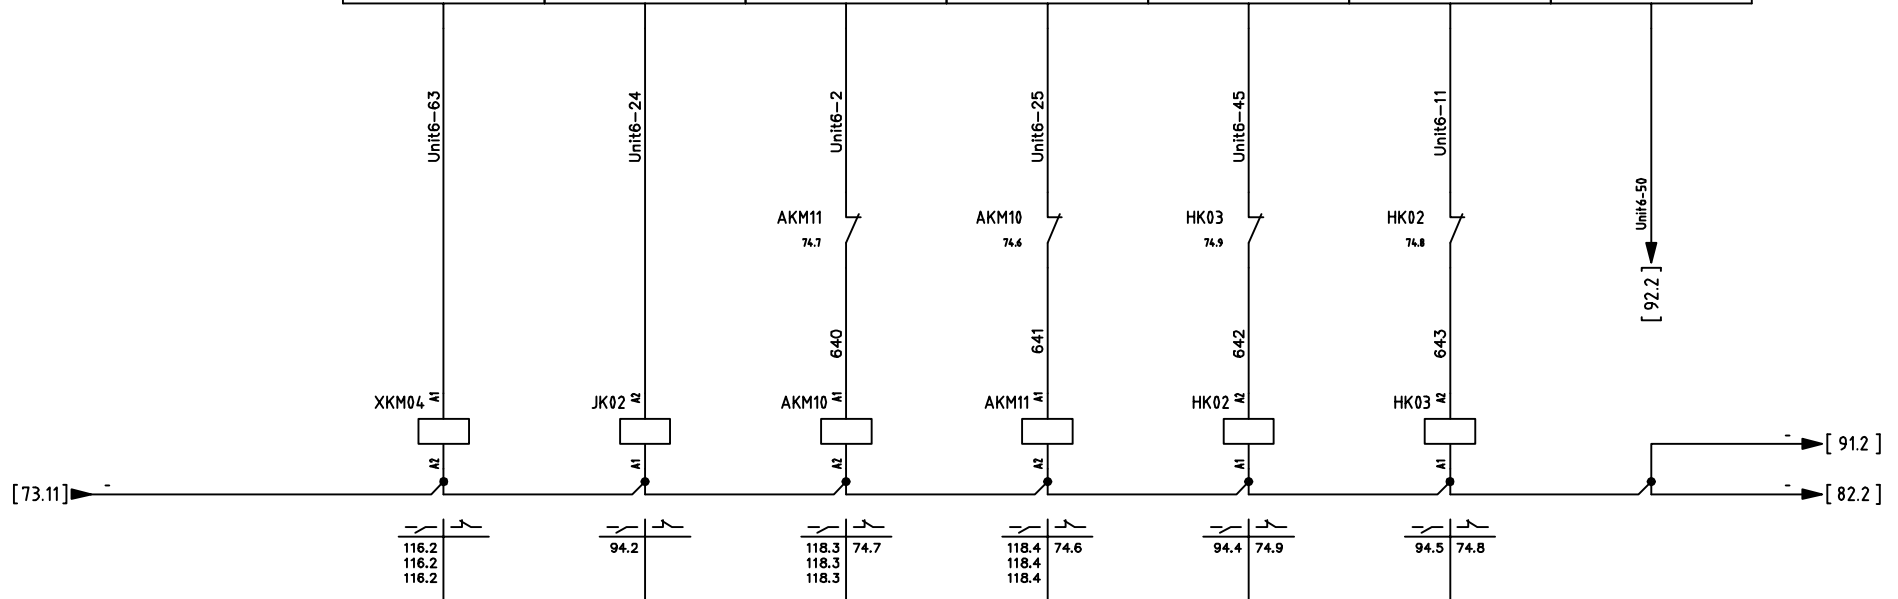 Unit6-63
Unit6-24
Unit6-2
Unit6-25
Unit6-45
Unit6-11
Unit6-50
AKM11
74.7
AKM10
74.6
HK03
74.9
HK02
74.8
[ 92.2 ]
640
641
642
643
XKM04 A1
JK02 A2
AKM10 A1
AKM11 A1
HK02 A2
HK03 A2
A2
A1
A2
A2
A1
A1
- [ 91.2 ]
[ 73.11 ] -
- [ 82.2 ]
116.2
116.2
116.2
94.2
118.3 74.7
118.3
118.3
118.4 74.6
118.4
118.4
94.4 74.9
94.5 74.8